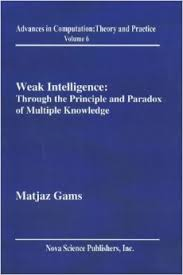 Advances in Computation: Theory and Practice
Volume 6
Weak Intelligence:
Through the Principle and Paradox
of Multiple Knowledge
Matjaz Gams
Nova Science Publishers, Inc.